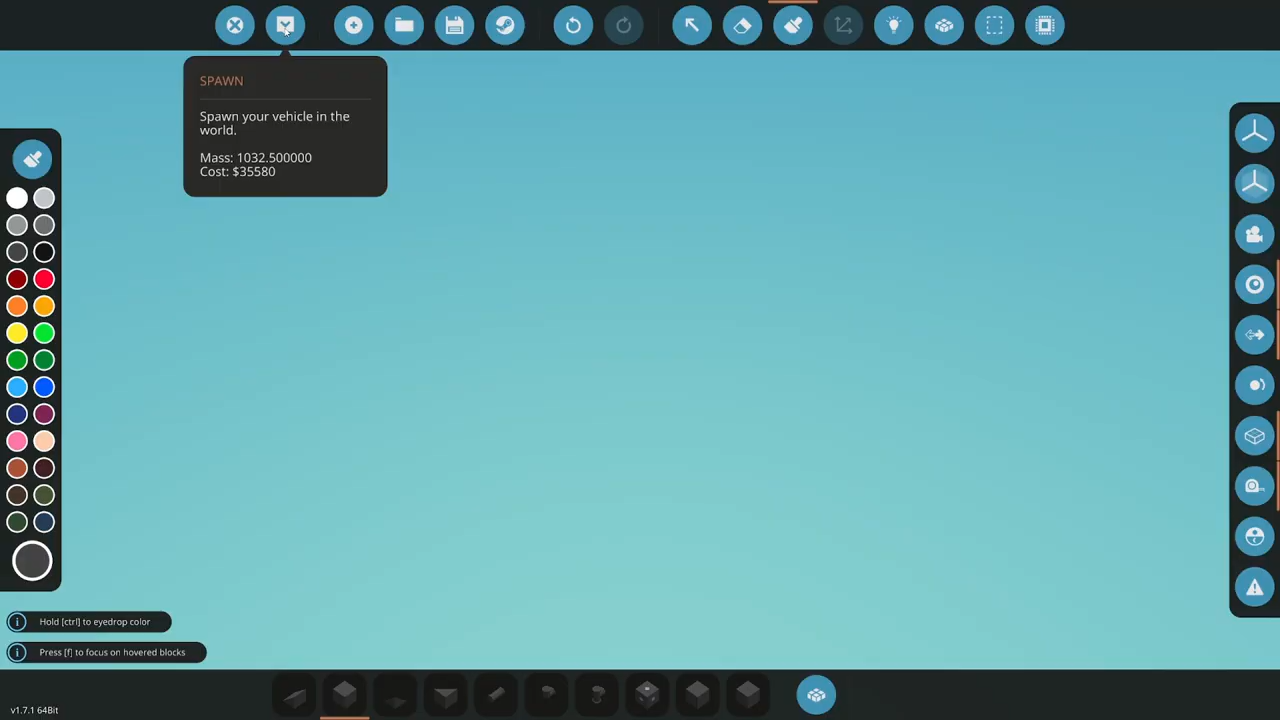 SPAWN
Spawn your vehicle in the
world.
Mass: 1032.500000
Cost: $35580
Hold [ctrl] to eyedrop color
Press [f] to focus on hovered blocks
v1.7.1 64Bit